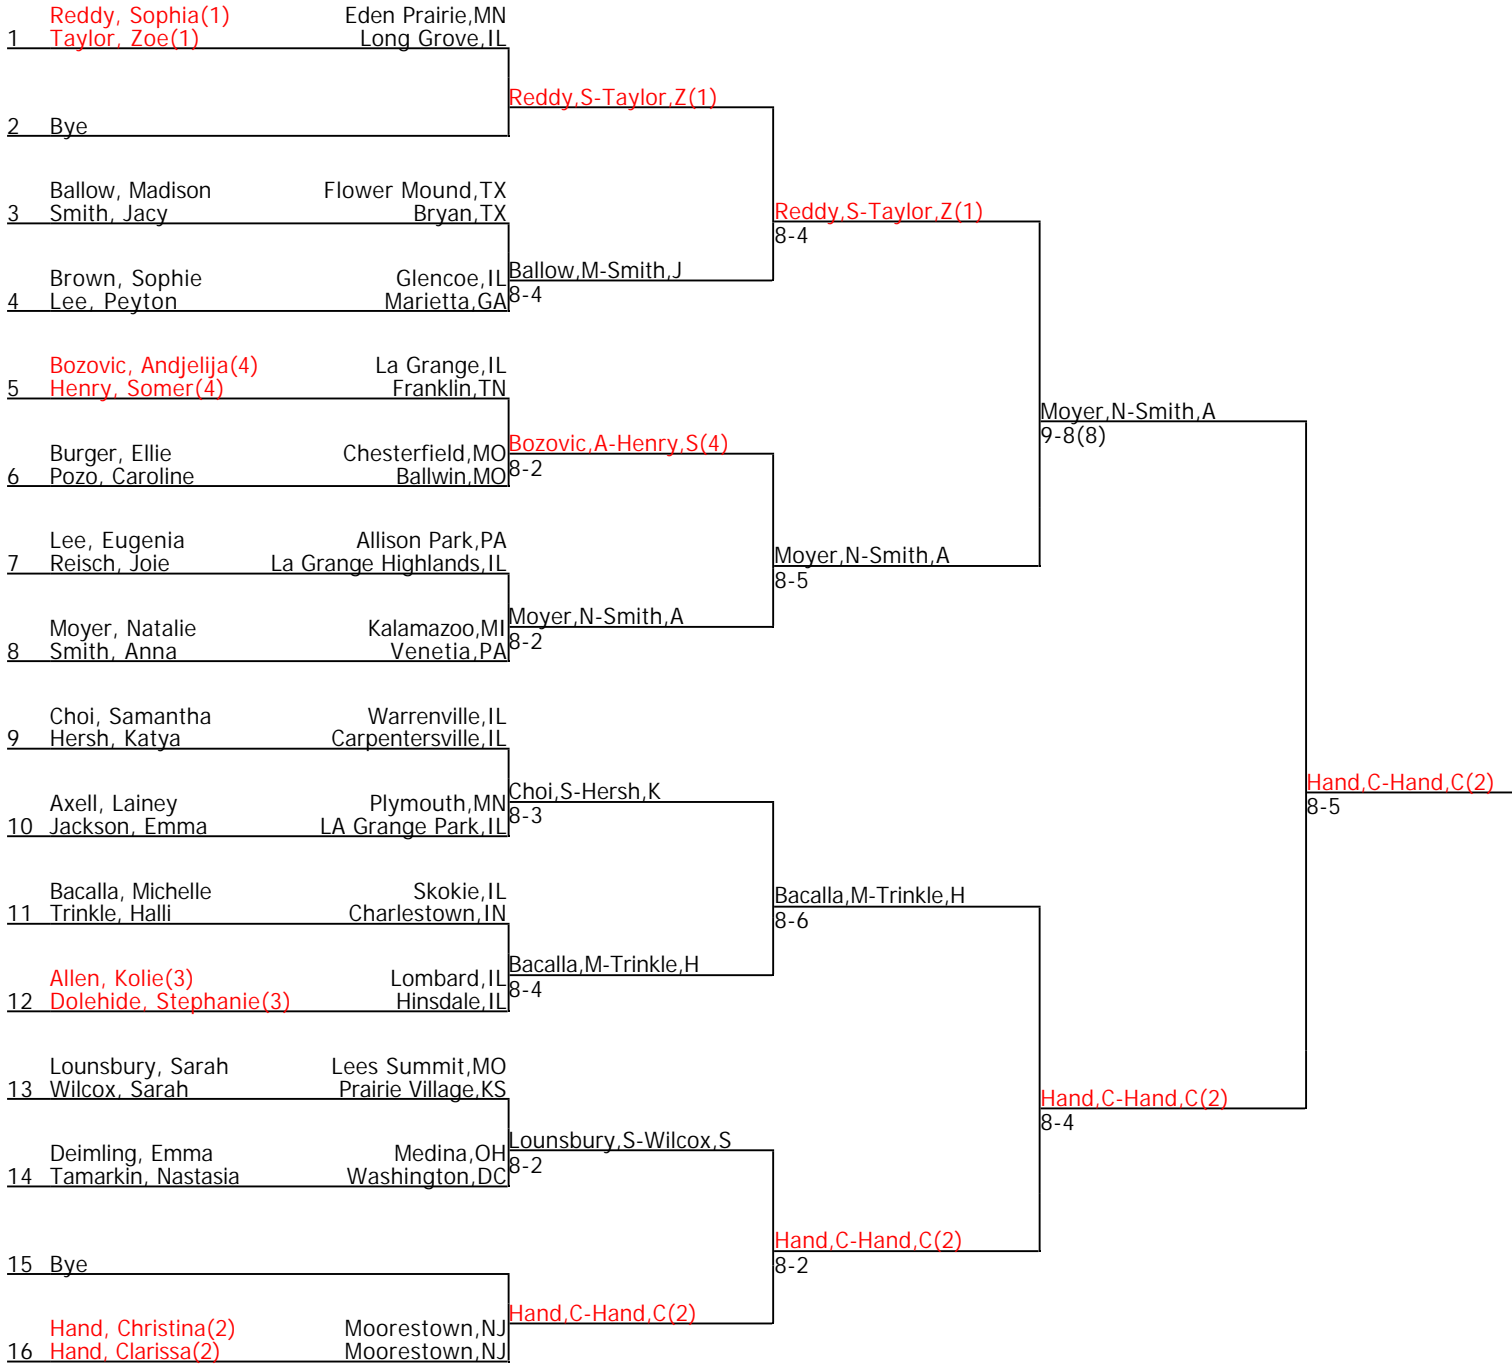 Reddy, Sophia(1) Eden Prairie,MN
1 Taylor, Zoe(1) Long Grove,IL
Reddy,S-Taylor,Z(1)
2 Bye
Ballow, Madison Flower Mound,TX
3 Smith, Jacy Bryan,TX
Reddy,S-Taylor,Z(1)
8-4
Brown, Sophie Glencoe,IL
Ballow,M-Smith,J
8-4
4 Lee, Peyton Marietta,GA
Bozovic, Andjelija(4) La Grange,IL
5 Henry, Somer(4) Franklin,TN
Moyer,N-Smith,A
9-8(8)
Burger, Ellie Chesterfield,MO
Bozovic,A-Henry,S(4)
8-2
6 Pozo, Caroline Ballwin,MO
Lee, Eugenia Allison Park,PA
7 Reisch, Joie La Grange Highlands,IL
Moyer,N-Smith,A
8-5
Moyer, Natalie Kalamazoo,MI
Moyer,N-Smith,A
8-2
8 Smith, Anna Venetia,PA
Choi, Samantha Warrenville,IL
9 Hersh, Katya Carpentersville,IL
Hand,C-Hand,C(2)
8-5
Axell, Lainey Plymouth,MN
Choi,S-Hersh,K
8-3
10 Jackson, Emma LA Grange Park,IL
Bacalla, Michelle Skokie,IL
11 Trinkle, Halli Charlestown,IN
Bacalla,M-Trinkle,H
8-6
Allen, Kolie(3) Lombard,IL
Bacalla,M-Trinkle,H
8-4
12 Dolehide, Stephanie(3) Hinsdale,IL
Lounsbury, Sarah Lees Summit,MO
13 Wilcox, Sarah Prairie Village,KS
Hand,C-Hand,C(2)
8-4
Deimling, Emma Medina,OH
Lounsbury,S-Wilcox,S
8-2
14 Tamarkin, Nastasia Washington,DC
Hand,C-Hand,C(2)
8-2
15 Bye
Hand,C-Hand,C(2)
Hand, Christina(2) Moorestown,NJ
16 Hand, Clarissa(2) Moorestown,NJ